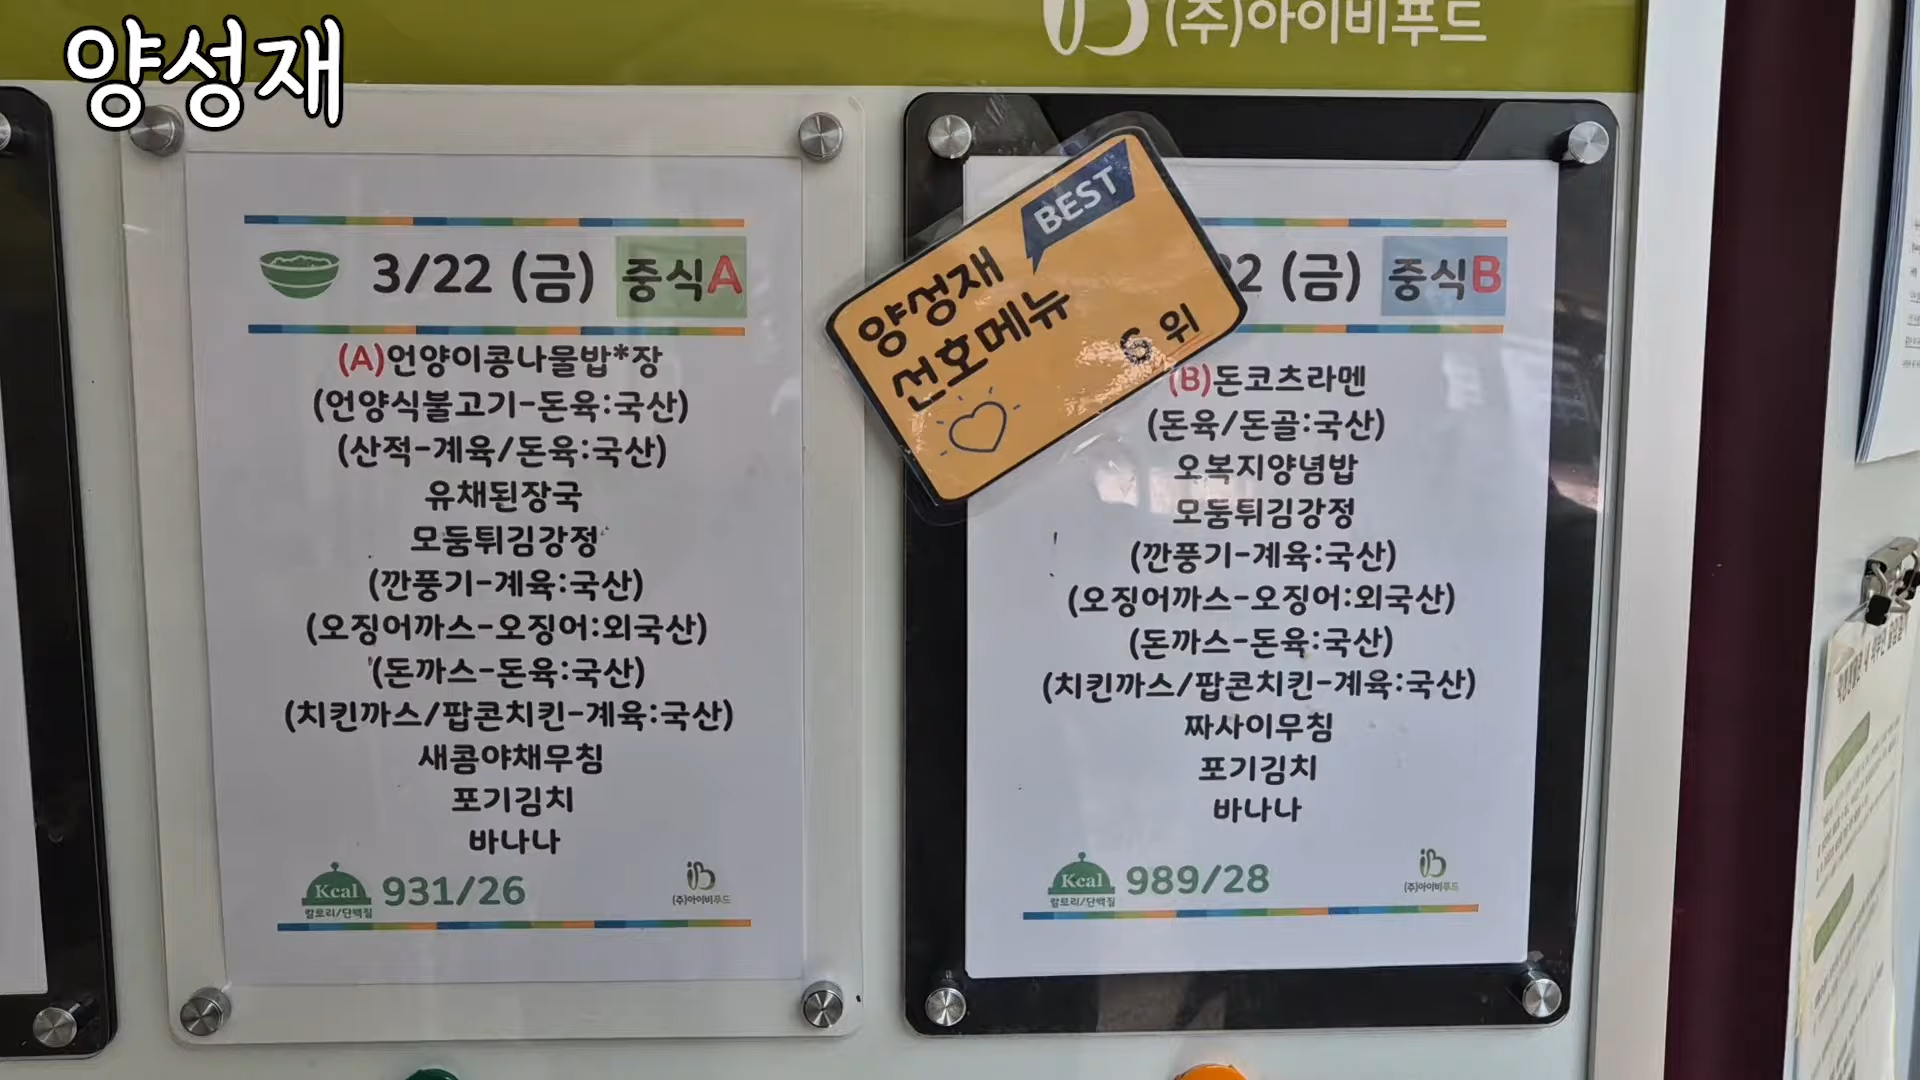 양성재
(주)아이비푸드
3/22 (금) 중식A
(A)언양이콩나물밥*장
(언양식불고기-돈육:국산)
(산적-계육/돈육:국산)
유채된장국
모둠튀김강정
(깐풍기-계육:국산)
(오징어까스-오징어:외국산)
(돈까스-돈육:국산)
(치킨까스/팝콘치킨-계육:국산)
새콤야채무침
포기김치
바나나
Kcal 931/26
칼로리/단백질
(주)아이비푸드
BEST
양성재
선호메뉴 6위
22 (금) 중식B
(B)돈코츠라멘
(돈육/돈골:국산)
오복지양념밥
모둠튀김강정
(깐풍기-계육:국산)
(오징어까스-오징어:외국산)
(돈까스-돈육:국산)
(치킨까스/팝콘치킨-계육:국산)
짜사이무침
포기김치
바나나
Kcal 989/28
칼로리/단백질
(주)아이비푸드